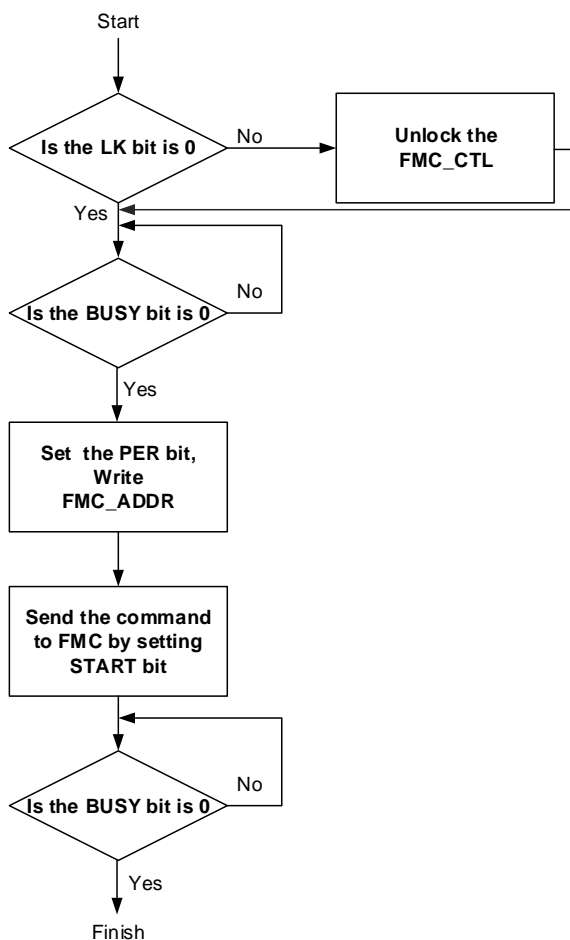 Start
Is the LK bit is 0
No
Unlock the
FMC_CTL
Yes
Is the BUSY bit is 0
No
Yes
Set the PER bit,
Write
FMC_ADDR
Send the command
to FMC by setting
START bit
Is the BUSY bit is 0
No
Yes
Finish